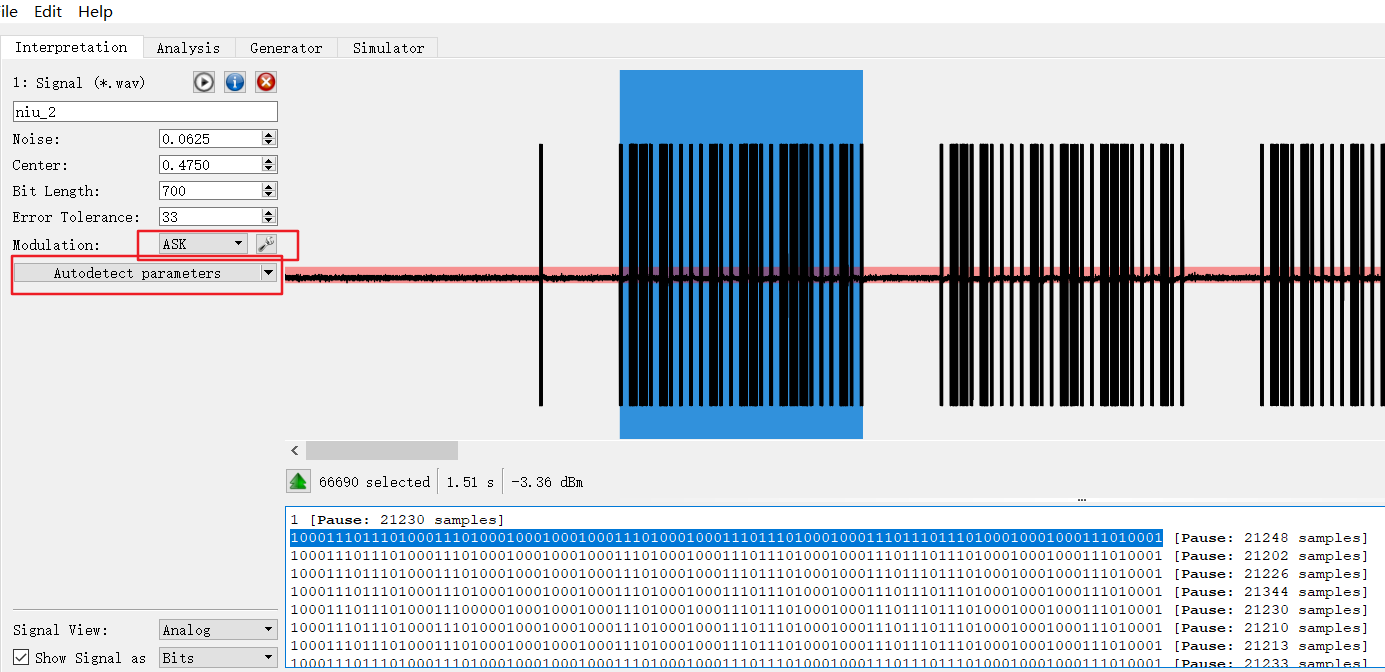 ile Edit Help
Interpretation Analysis Generator Simulator
1: Signal (*.wav)
niu_2
Noise: 0.0625
Center: 0.4750
Bit Length: 700
Error Tolerance: 33
Modulation: ASK
Autodetect parameters
66690 selected 1.51 s -3.36 dBm
1 [Pause: 21230 samples]
1000111011101000111010001000100010001110100010001110111010001000111011101110100010001000111010001 [Pause: 21248 samples]
1000111011101000111010001000100010001110100010001110111010001000111011101110100010001000111010001 [Pause: 21202 samples]
1000111011101000111010001000100010001110100010001110111010001000111011101110100010001000111010001 [Pause: 21226 samples]
1000111011101000111010001000100010001110100010001110111010001000111011101110100010001000111010001 [Pause: 21344 samples]
1000111011101000111000001000100010001110100010001110111010001000111011101110100010001000111010001 [Pause: 21230 samples]
1000111011101000111010001000100010001110100010001110111010001000111011101110100010001000111010001 [Pause: 21210 samples]
1000111011101000111010001000100010001110100010001110111010001000111011101110100010001000111010001 [Pause: 21213 samples]
1000111011101000111010001000100010001110100010001110111010001000111011101110100010001000111010001 [Pause: 21233 samples]
Signal View: Analog
Show Signal as Bits